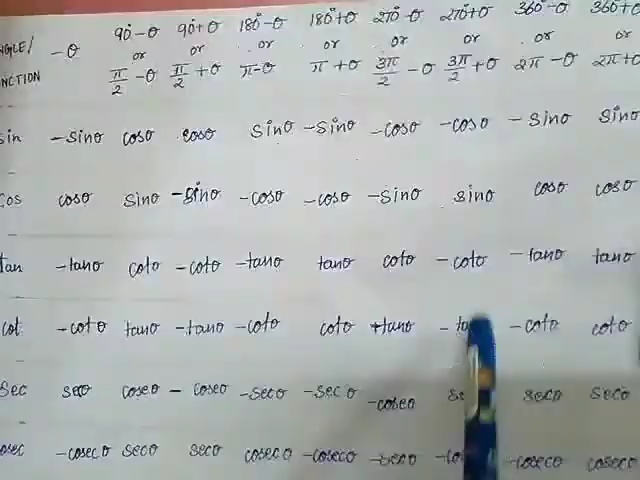 90°-θ 90°+θ 180°-θ 180°+θ 270°-θ 270°+θ 360°-θ 360°+θ
NGLE/ -θ or or or or or or or or
NCTION π/2 -θ π/2 +θ π-θ π+θ 3π/2 -θ 3π/2 +θ 2π-θ 2π+θ
sin -sinθ cosθ cosθ sinθ -sinθ -cosθ -cosθ -sinθ sinθ
cos cosθ sinθ -sinθ -cosθ -cosθ -sinθ sinθ cosθ cosθ
tan -tanθ cotθ -cotθ -tanθ tanθ cotθ -cotθ -tanθ tanθ
cot -cotθ tanθ -tanθ -cotθ cotθ +tanθ - -cotθ cotθ
sec secθ cosecθ -cosecθ -secθ -secθ -cosecθ secθ secθ
osec -cosecθ secθ secθ cosecθ -cosecθ -secθ -cosecθ cosecθ